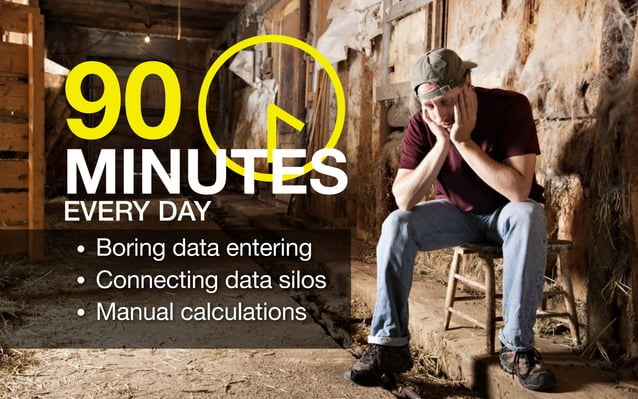 90
MINUTES
EVERY DAY
• Boring data entering
• Connecting data silos
• Manual calculations